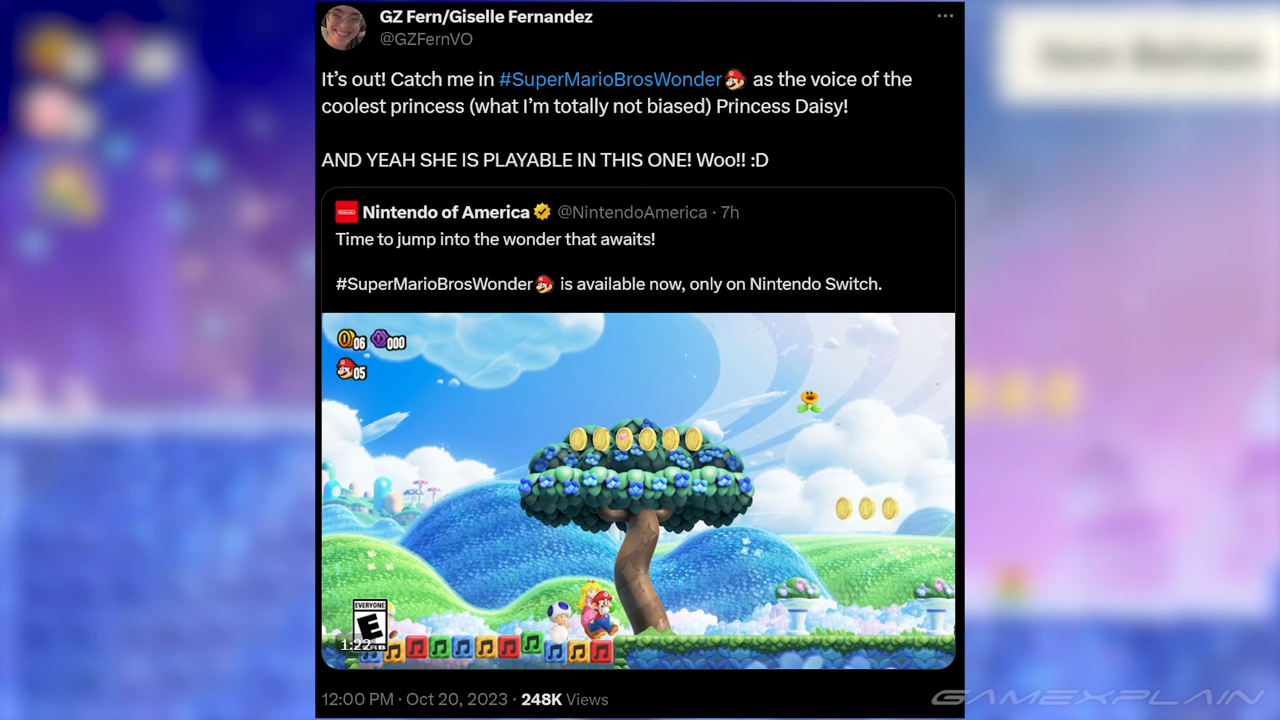 GZ Fern/Giselle Fernandez
@GZFernVO
It's out! Catch me in #SuperMarioBrosWonder as the voice of the
coolest princess (what I'm totally not biased) Princess Daisy!
AND YEAH SHE IS PLAYABLE IN THIS ONE! Woo!! :D
Nintendo of America @NintendoAmerica · 7h
Time to jump into the wonder that awaits!
#SuperMarioBrosWonder is available now, only on Nintendo Switch.
06 000
05
EVERYONE
E
1:22
12:00 PM · Oct 20, 2023 · 248K Views
GAMEXPLAIN